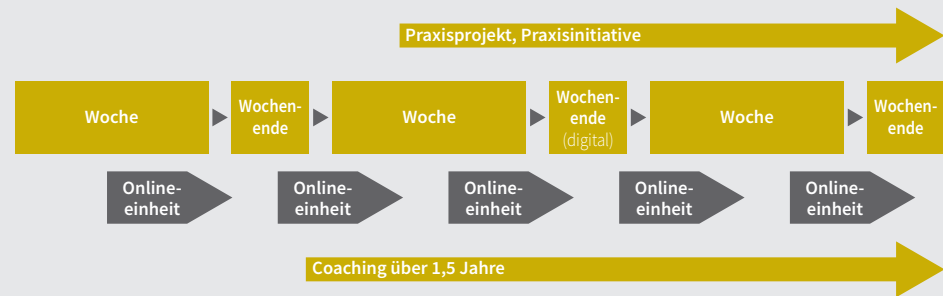 Praxisprojekt, Praxisinitiative
Woche
Wochen-
ende
Woche
Wochen-
ende
(digital)
Woche
Wochen-
ende
Online-
einheit
Online-
einheit
Online-
einheit
Online-
einheit
Online-
einheit
Coaching über 1,5 Jahre